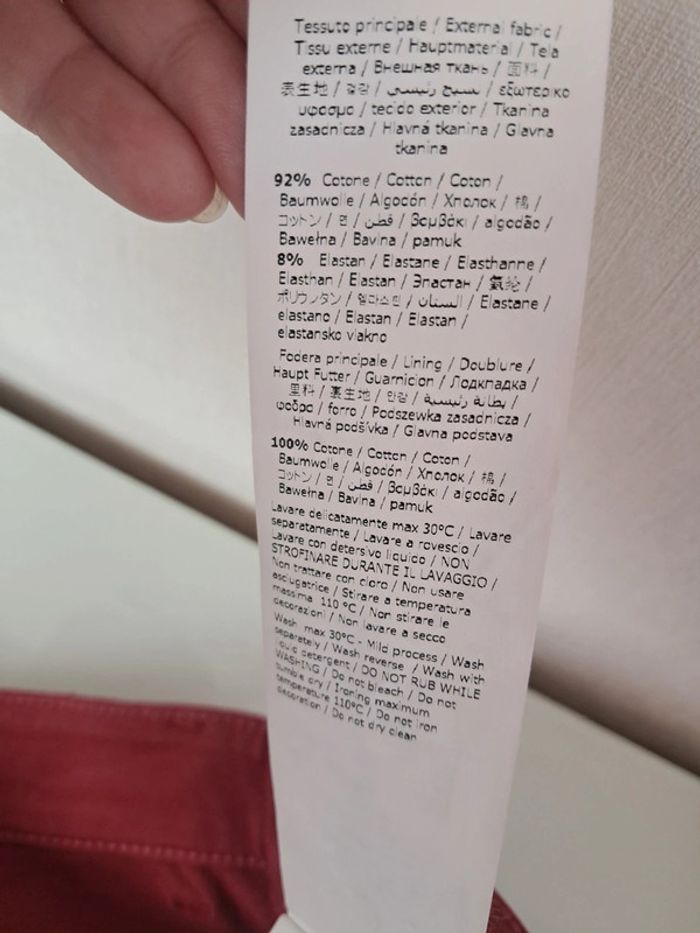 Tessuto principale / External fabric /
Tissu externe / Hauptmaterial / Tela
externa / Внешная ткань / 面料 /
表生地 / 겉감 / نسيج رئيسي / εξωτερικο
υφασμα / tecido exterior / Tkanina
zasadnicza / Hlavná tkanina / Glavna
tkanina
92% Cotone / Cotton / Coton /
Baumwolle / Algodón / Хлопок / 棉 /
コットン / 면 / قطن / βαμβάκι / algodão /
Bawełna / Bavlna / pamuk
8% Elastan / Elastane / Elasthanne /
Elasthan / Elastan / Эластан / 氨纶 /
ポリウレタン / 엘라스틴 / الستان / Elastane /
elastano / Elastan / Elastan /
elastansko vlakno
Fodera principale / Lining / Doublure /
Haupt Futter / Guarnicion / Подкладка /
里料 / 裏生地 / 안감 / بطانة رئيسية /
φοδρα / forro / Podszewka zasadnicza /
Hlavná podšívka / Glavna podstava
100% Cotone / Cotton / Coton /
Baumwolle / Algodón / Хлопок / 棉 /
コットン / 면 / قطن / βαμβάκι / algodão /
Bawełna / Bavlna / pamuk
Lavare delicatamente max 30°C / Lavare
separatamente / Lavare a rovescio /
Lavare con detersivo liquido / NON
STROFINARE DURANTE IL LAVAGGIO /
Non trattare con cloro / Non usare
asciugatrice / Stirare a temperatura
massima 110 °C / Non stirare le
decorazioni / Non lavare a secco
Wash max 30°C - Mild process / Wash
separately / Wash reverse / Wash with
liquid detergent / DO NOT RUB WHILE
WASHING / Do not bleach / Do not
tumble dry / Ironing maximum
temperature 110°C / Do not iron
decoration / Do not dry clean